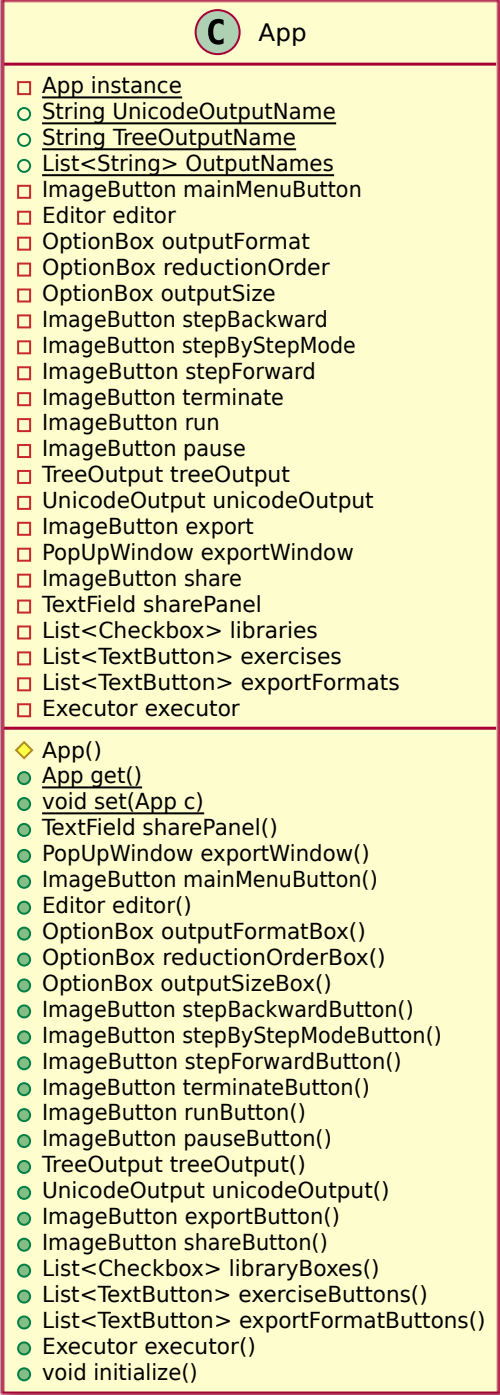 C App
App instance
String UnicodeOutputName
String TreeOutputName
List<String> OutputNames
ImageButton mainMenuButton
Editor editor
OptionBox outputFormat
OptionBox reductionOrder
OptionBox outputSize
ImageButton stepBackward
ImageButton stepByStepMode
ImageButton stepForward
ImageButton terminate
ImageButton run
ImageButton pause
TreeOutput treeOutput
UnicodeOutput unicodeOutput
ImageButton export
PopUpWindow exportWindow
ImageButton share
TextField sharePanel
List<Checkbox> libraries
List<TextButton> exercises
List<TextButton> exportFormats
Executor executor
App()
App get()
void set(App c)
TextField sharePanel()
PopUpWindow exportWindow()
ImageButton mainMenuButton()
Editor editor()
OptionBox outputFormatBox()
OptionBox reductionOrderBox()
OptionBox outputSizeBox()
ImageButton stepBackwardButton()
ImageButton stepByStepModeButton()
ImageButton stepForwardButton()
ImageButton terminateButton()
ImageButton runButton()
ImageButton pauseButton()
TreeOutput treeOutput()
UnicodeOutput unicodeOutput()
ImageButton exportButton()
ImageButton shareButton()
List<Checkbox> libraryBoxes()
List<TextButton> exerciseButtons()
List<TextButton> exportFormatButtons()
Executor executor()
void initialize()